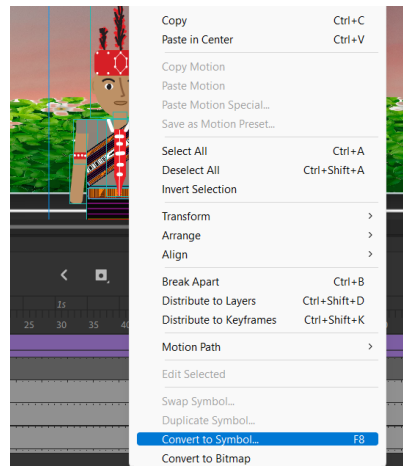 Copy Ctrl+C
Paste in Center Ctrl+V
Copy Motion
Paste Motion
Paste Motion Special...
Save as Motion Preset...
Select All Ctrl+A
Deselect All Ctrl+Shift+A
Invert Selection
Transform
Arrange
Align
Break Apart Ctrl+B
Distribute to Layers Ctrl+Shift+D
Distribute to Keyframes Ctrl+Shift+K
Motion Path
Edit Selected
Swap Symbol...
Duplicate Symbol...
Convert to Symbol... F8
Convert to Bitmap
1s
25 30 35